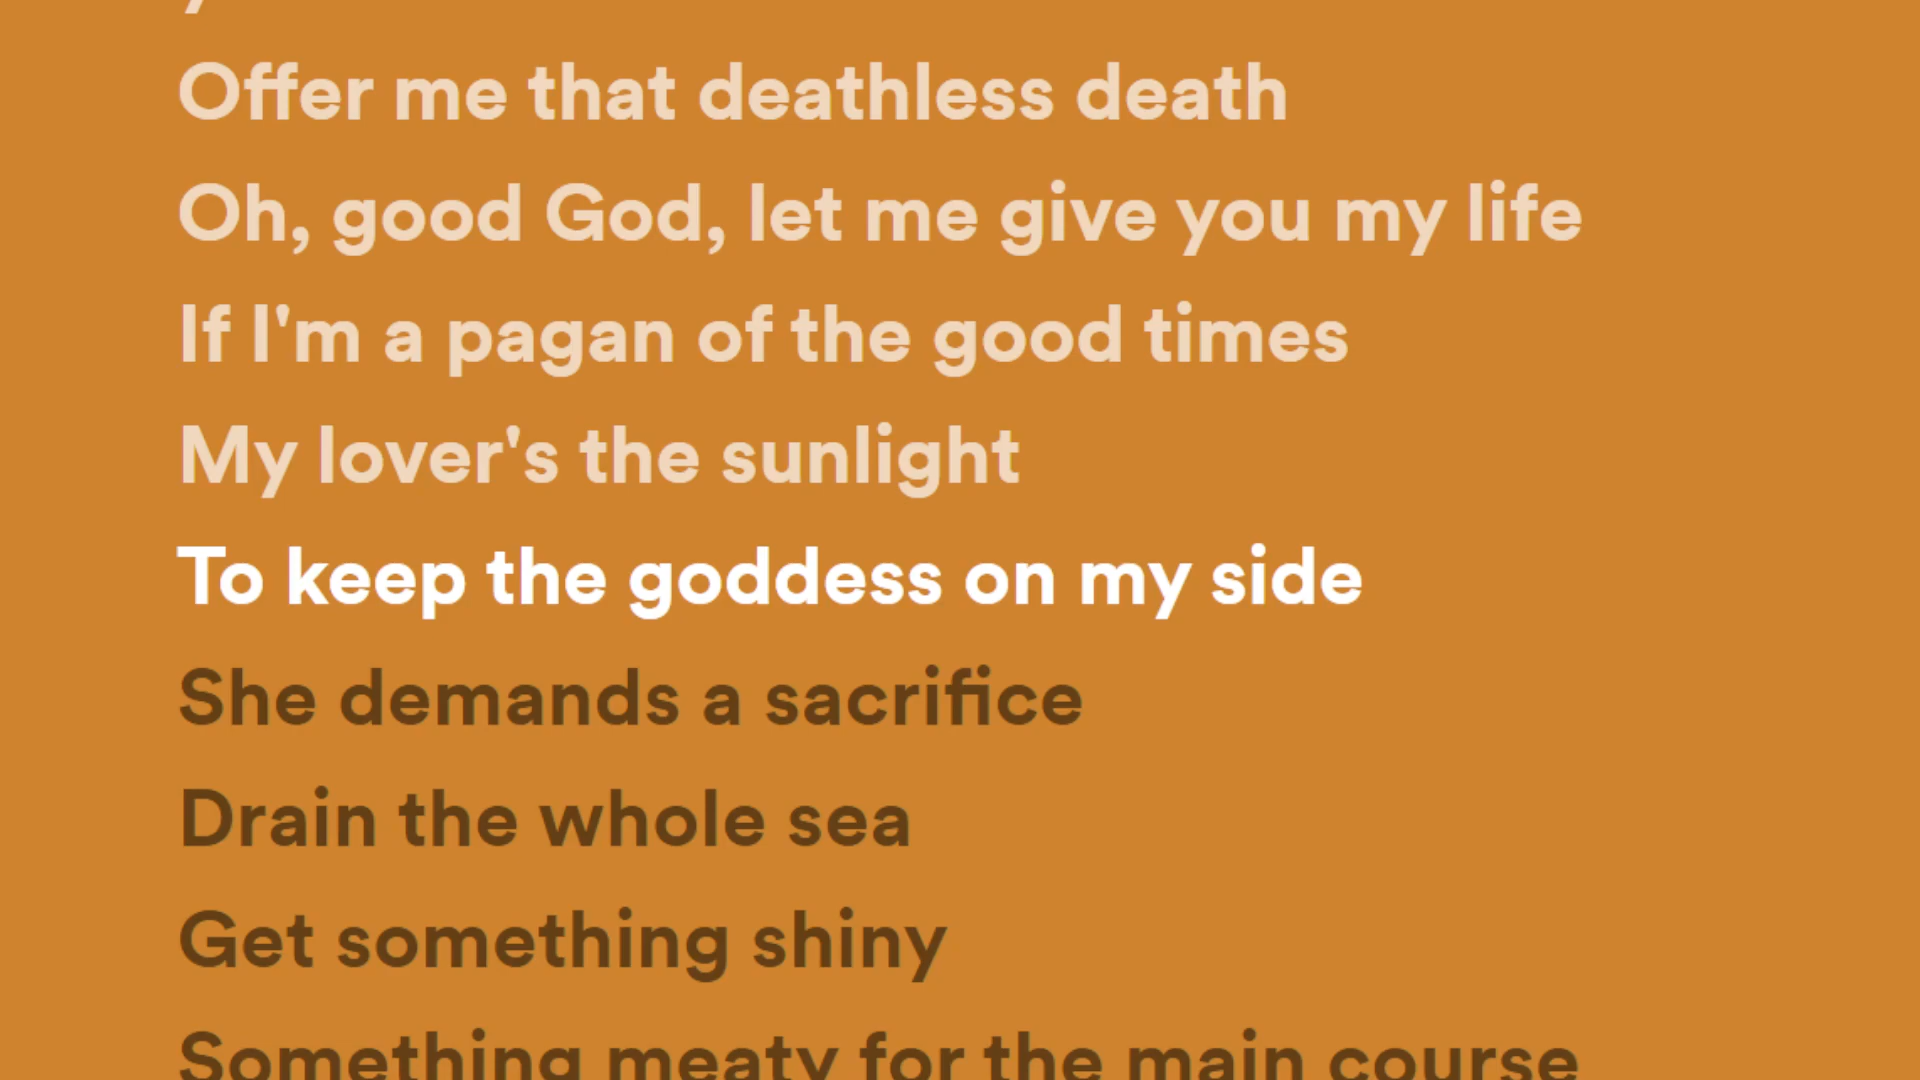 Offer me that deathless death
Oh, good God, let me give you my life
If I'm a pagan of the good times
My lover's the sunlight
To keep the goddess on my side
She demands a sacrifice
Drain the whole sea
Get something shiny
Something meaty for the main course